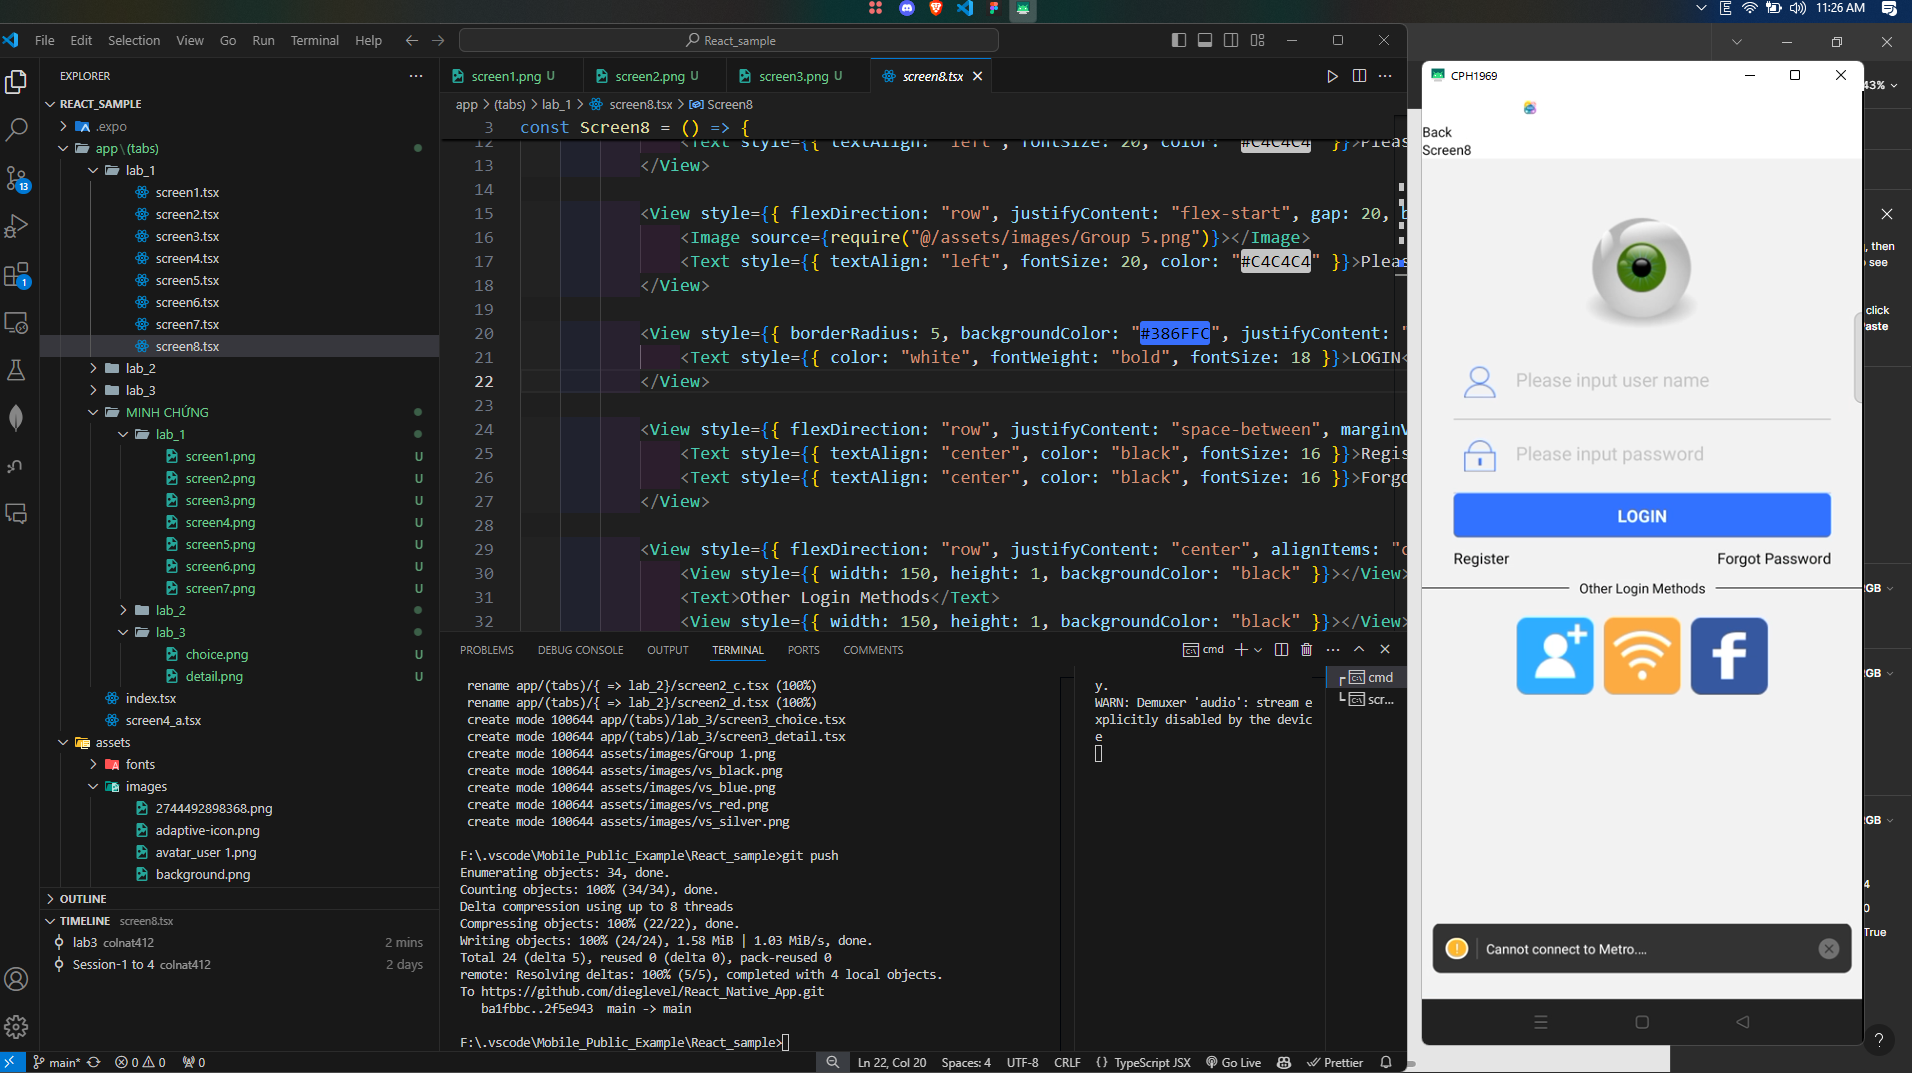 11:26 AM
File Edit Selection View Go Run Terminal Help
React_sample
EXPLORER
REACT_SAMPLE
.expo
app \ (tabs)
lab_1
screen1.tsx
screen2.tsx
screen3.tsx
screen4.tsx
screen5.tsx
screen6.tsx
screen7.tsx
screen8.tsx
lab_2
lab_3
MINH CHỨNG
lab_1
screen1.png U
screen2.png U
screen3.png U
screen4.png U
screen5.png U
screen6.png U
screen7.png U
lab_2
lab_3
choice.png U
detail.png U
index.tsx
screen4_a.tsx
assets
fonts
images
2744492898368.png
adaptive-icon.png
avatar_user 1.png
background.png
OUTLINE
TIMELINE screen8.tsx
lab3 colnat412 2 mins
Session-1 to 4 colnat412 2 days
13
1
screen1.png U screen2.png U screen3.png U screen8.tsx
app > (tabs) > lab_1 > screen8.tsx > Screen8
3 const Screen8 = () => {
12 <Text style={{ textAlign: "left", fontSize: 20, color: "#C4C4C4" }}>Pleas
13 </View>
14
15 <View style={{ flexDirection: "row", justifyContent: "flex-start", gap: 20, b
16 <Image source={require("@/assets/images/Group 5.png")}></Image>
17 <Text style={{ textAlign: "left", fontSize: 20, color: "#C4C4C4" }}>Pleas
18 </View>
19
20 <View style={{ borderRadius: 5, backgroundColor: "#386FFC", justifyContent: "
21 <Text style={{ color: "white", fontWeight: "bold", fontSize: 18 }}>LOGIN<
22 </View>
23
24 <View style={{ flexDirection: "row", justifyContent: "space-between", marginV
25 <Text style={{ textAlign: "center", color: "black", fontSize: 16 }}>Regis
26 <Text style={{ textAlign: "center", color: "black", fontSize: 16 }}>Forgo
27 </View>
28
29 <View style={{ flexDirection: "row", justifyContent: "center", alignItems: "c
30 <View style={{ width: 150, height: 1, backgroundColor: "black" }}></View>
31 <Text>Other Login Methods</Text>
32 <View style={{ width: 150, height: 1, backgroundColor: "black" }}></View>
PROBLEMS DEBUG CONSOLE OUTPUT TERMINAL PORTS COMMENTS cmd
rename app/(tabs)/{ => lab_2}/screen2_c.tsx (100%)
rename app/(tabs)/{ => lab_2}/screen2_d.tsx (100%)
create mode 100644 app/(tabs)/lab_3/screen3_choice.tsx
create mode 100644 app/(tabs)/lab_3/screen3_detail.tsx
create mode 100644 assets/images/Group 1.png
create mode 100644 assets/images/vs_black.png
create mode 100644 assets/images/vs_blue.png
create mode 100644 assets/images/vs_red.png
create mode 100644 assets/images/vs_silver.png
F:\.vscode\Mobile_Public_Example\React_sample>git push
Enumerating objects: 34, done.
Counting objects: 100% (34/34), done.
Delta compression using up to 8 threads
Compressing objects: 100% (22/22), done.
Writing objects: 100% (24/24), 1.58 MiB | 1.03 MiB/s, done.
Total 24 (delta 5), reused 0 (delta 0), pack-reused 0
remote: Resolving deltas: 100% (5/5), completed with 4 local objects.
To https://github.com/dieglevel/React_Native_App.git
ba1fbbc..2f5e943 main -> main
F:\.vscode\Mobile_Public_Example\React_sample>
y.
WARN: Demuxer 'audio': stream e
xplicitly disabled by the devic
e
cmd
scr...
main* 0 0 0
Ln 22, Col 20 Spaces: 4 UTF-8 CRLF {} TypeScript JSX Go Live Prettier
CPH1969
Back
Screen8
Please input user name
Please input password
LOGIN
Register Forgot Password
Other Login Methods
Cannot connect to Metro....
43%
, then
see
click
aste
GB
GB
GB
4
0
True
?